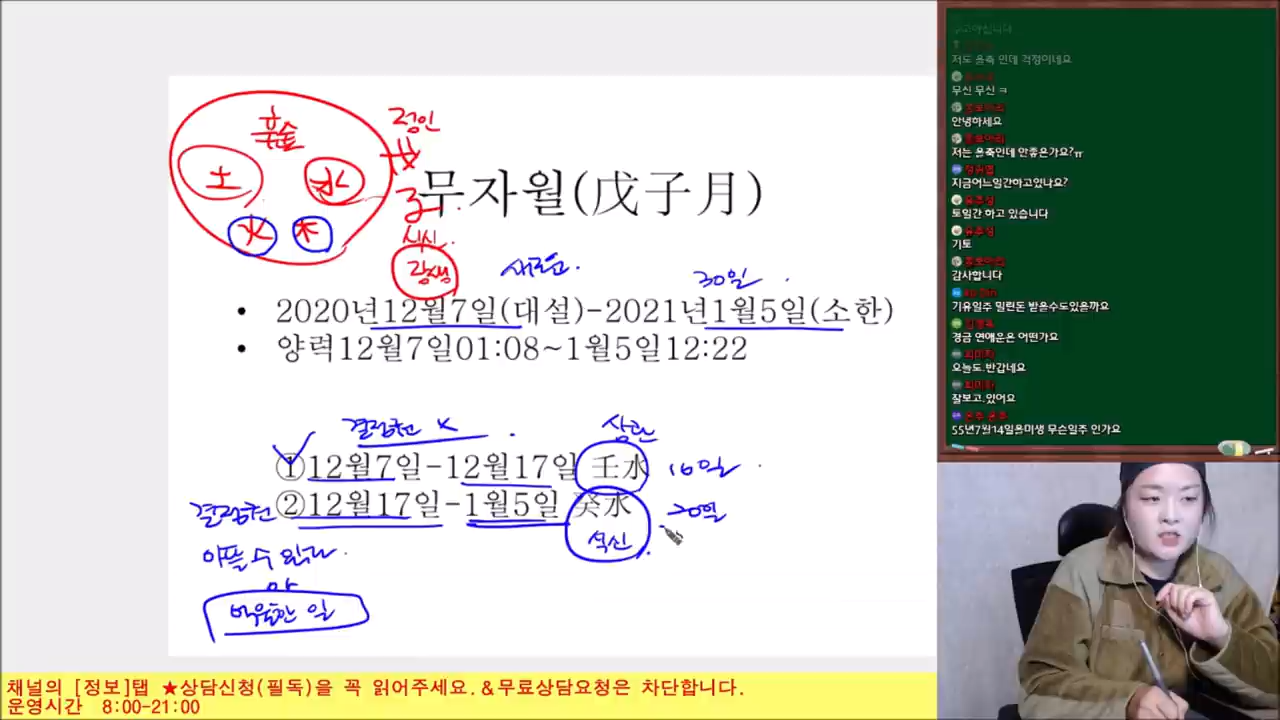 土 水
火 木
정인
子
무자월(戊子月)
새로운.
30일
• 2020년12월7일(대설)-2021년1월5일(소한)
• 양력12월7일01:08~1월5일12:22
결정권 x
상관
①12월7일-12월17일 壬水 10일
결정권 ②12월17일-1월5일 癸水 20일
식신
아플 수 있다
억울한 일
저도 을축 인데 걱정이네요
무신 무신 ㅋ
안녕하세요
저는 을축인데 안좋은가요?ㅠ
지금어느일간하고있나요?
토일간 하고 있습니다
기토
감사합니다
기유일주 밀린돈 받을수도있을까요
경금 연애운은 어떤가요
오늘도.반갑네요
잘보고.있어요
55년7월14일을미생 무슨일주 인가요
채널의 [정보]탭 ★상담신청(필독)을 꼭 읽어주세요.&무료상담요청은 차단합니다.
운영시간 8:00-21:00